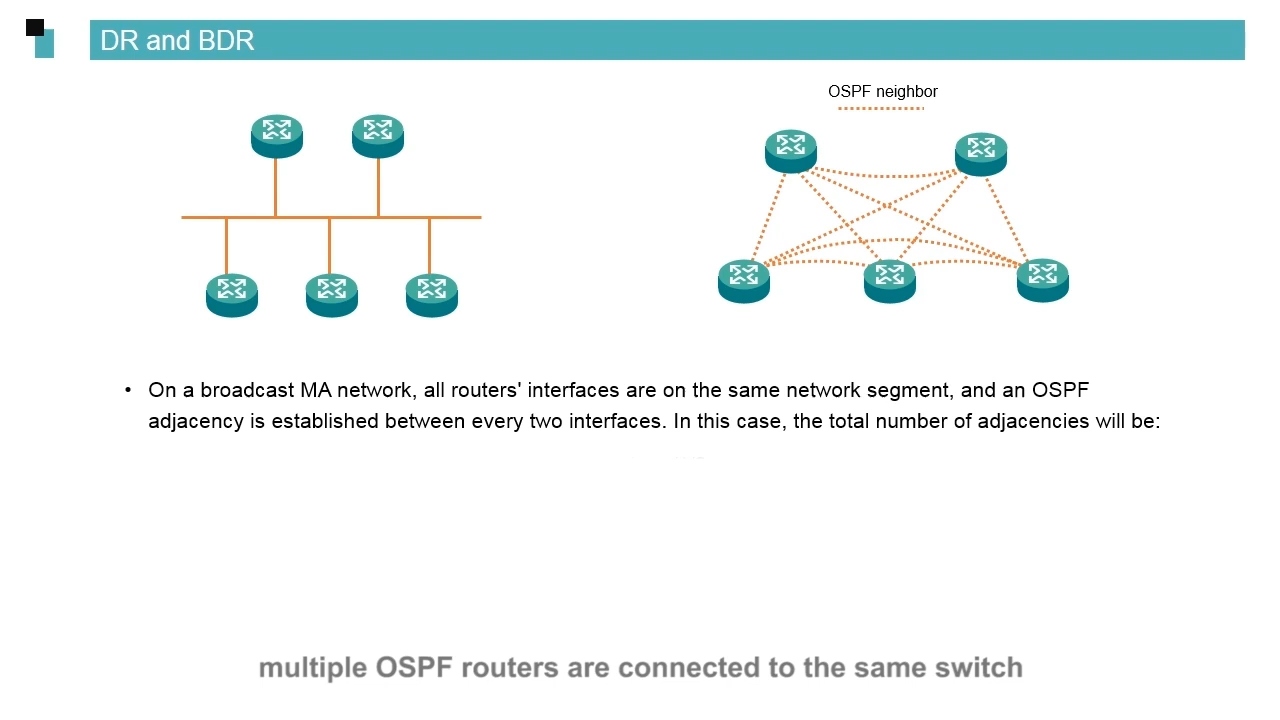 DR and BDR
OSPF neighbor
• On a broadcast MA network, all routers' interfaces are on the same network segment, and an OSPF
adjacency is established between every two interfaces. In this case, the total number of adjacencies will be:
multiple OSPF routers are connected to the same switch